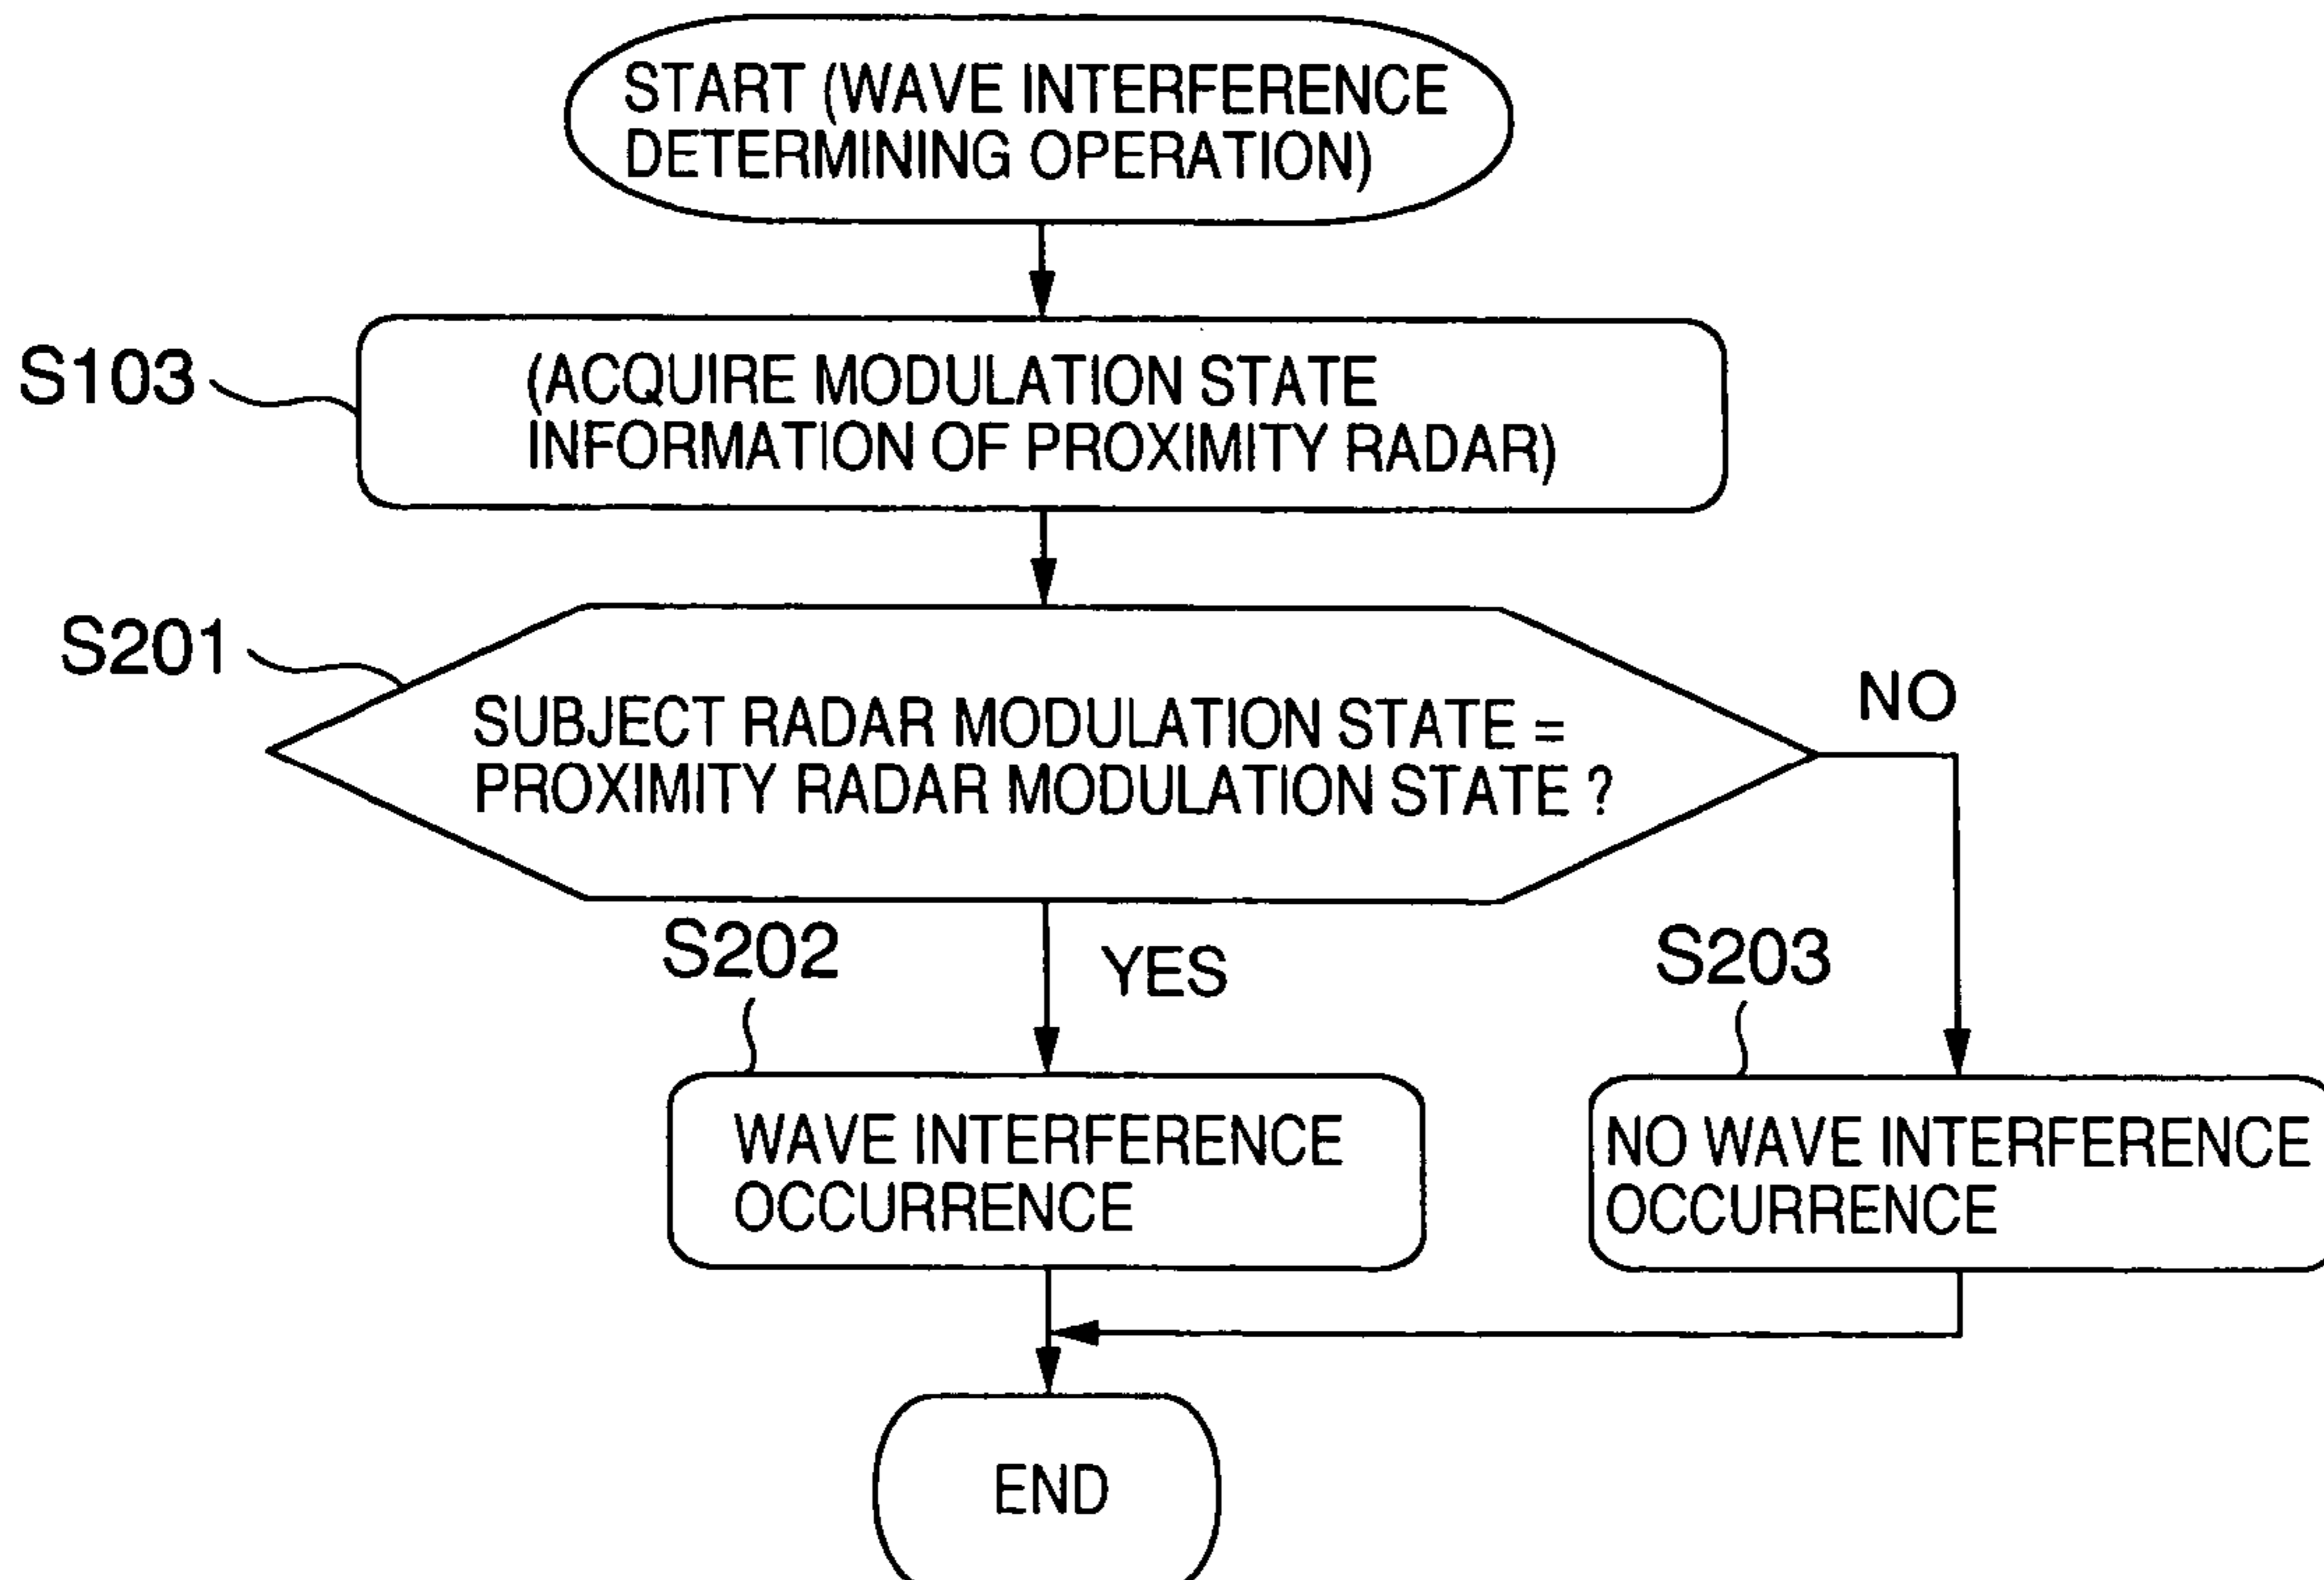 START (WAVE INTERFERENCE
DETERMINING OPERATION)
S103
(ACQUIRE MODULATION STATE
INFORMATION OF PROXIMITY RADAR)
S201
SUBJECT RADAR MODULATION STATE =
PROXIMITY RADAR MODULATION STATE ?
NO
S202
YES
S203
WAVE INTERFERENCE
OCCURRENCE
NO WAVE INTERFERENCE
OCCURRENCE
END